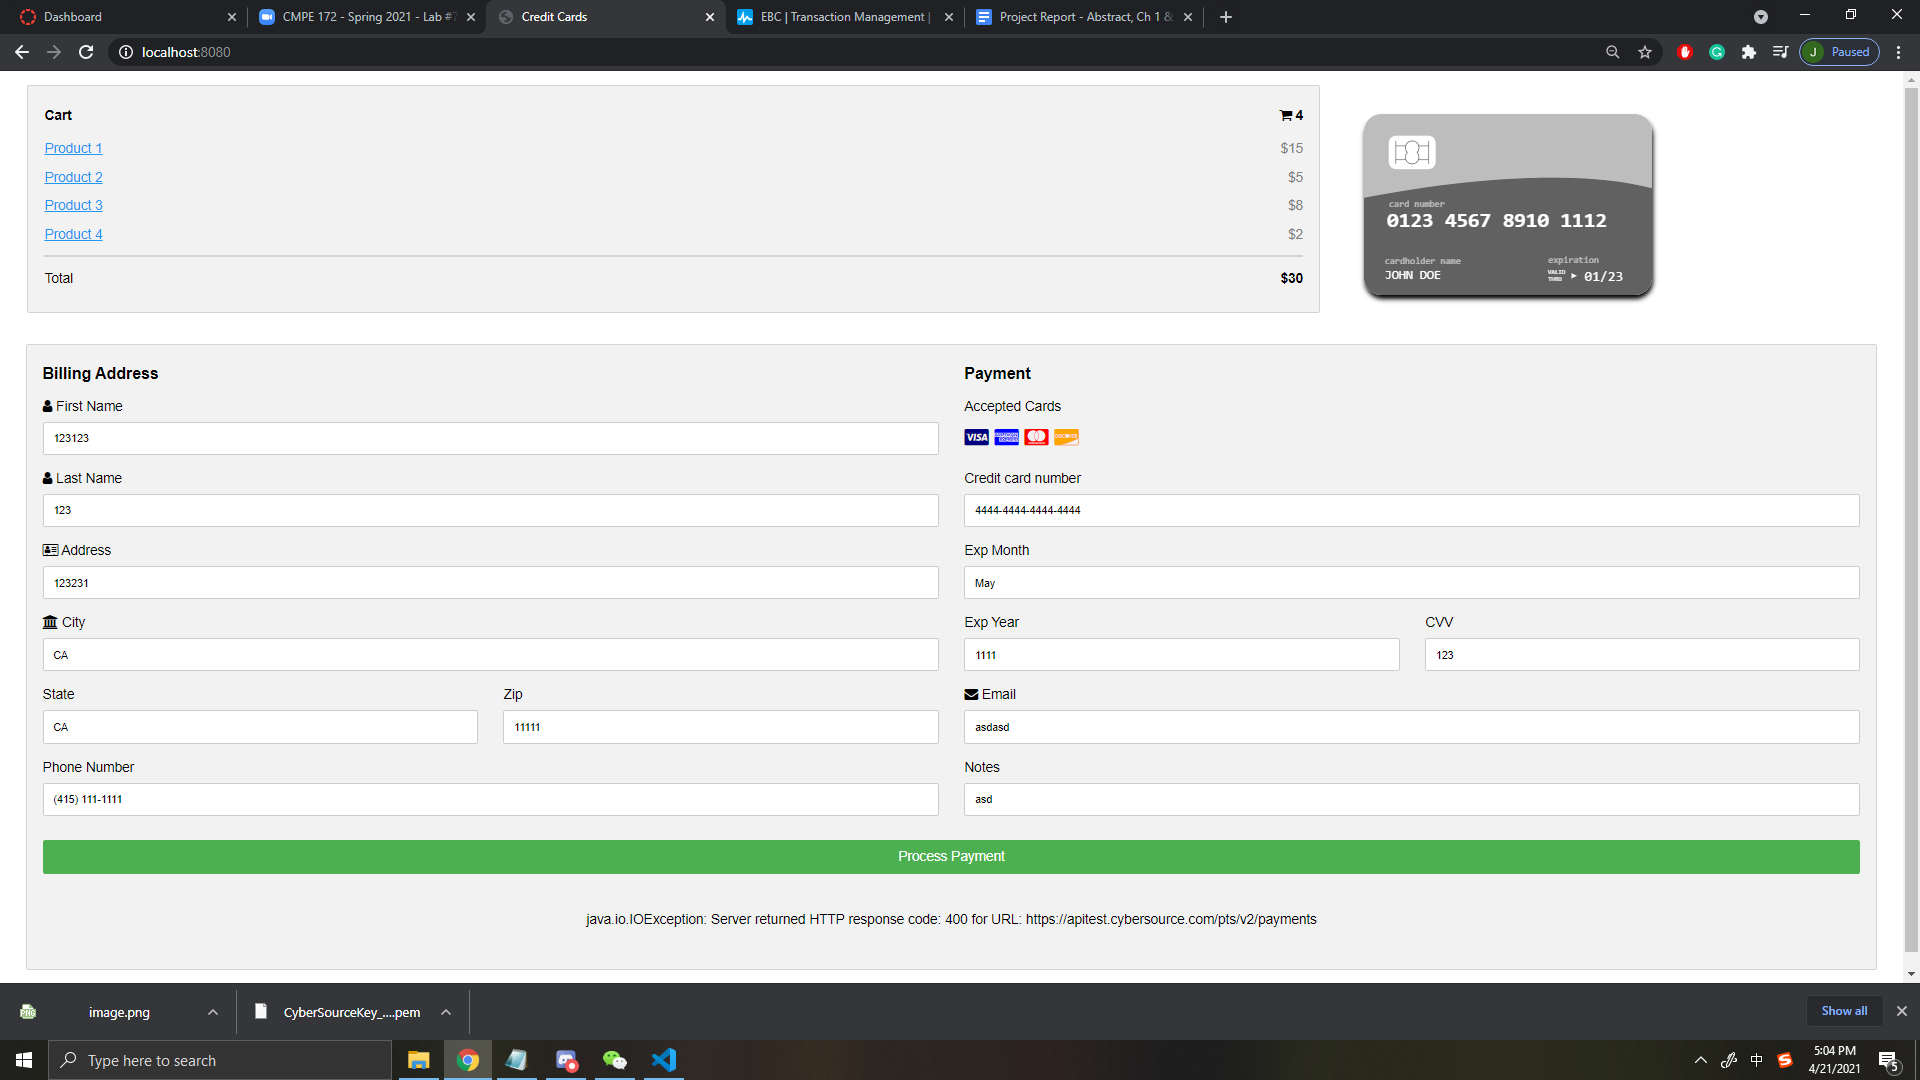 Dashboard
CMPE 172 - Spring 2021 - Lab #7
Credit Cards
EBC | Transaction Management |
Project Report - Abstract, Ch 1 &
localhost:8080
J Paused
Cart 4
Product 1 $15
Product 2 $5
Product 3 $8
Product 4 $2
Total $30
card number
0123 4567 8910 1112
cardholder name
JOHN DOE
expiration
VALID THRU 01/23
Billing Address
First Name
123123
Last Name
123
Address
123231
City
CA
State
CA
Zip
11111
Phone Number
(415) 111-1111
Payment
Accepted Cards
VISA AMERICAN EXPRESS DISCOVER
Credit card number
4444-4444-4444-4444
Exp Month
May
Exp Year
1111
CVV
123
Email
asdasd
Notes
asd
Process Payment
java.io.IOException: Server returned HTTP response code: 400 for URL: https://apitest.cybersource.com/pts/v2/payments
PNG
image.png
CyberSourceKey_....pem
Show all
Type here to search
中
S
5:04 PM
4/21/2021
5